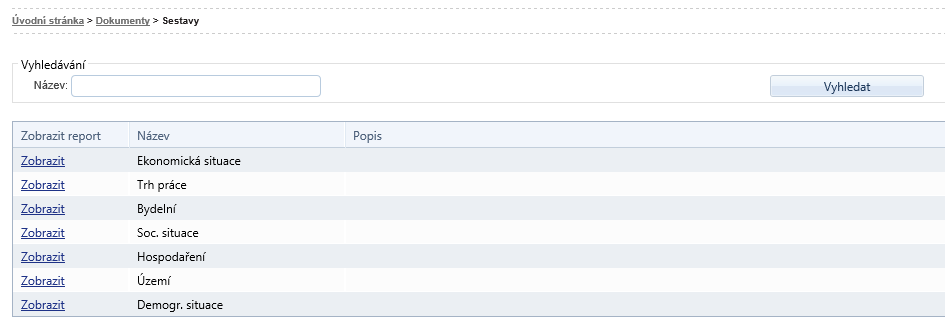 Úvodní stránka > Dokumenty > Sestavy
Vyhledávání
Název: Vyhledat
Zobrazit report Název Popis
Zobrazit Ekonomická situace
Zobrazit Trh práce
Zobrazit Bydelní
Zobrazit Soc. situace
Zobrazit Hospodaření
Zobrazit Území
Zobrazit Demogr. situace